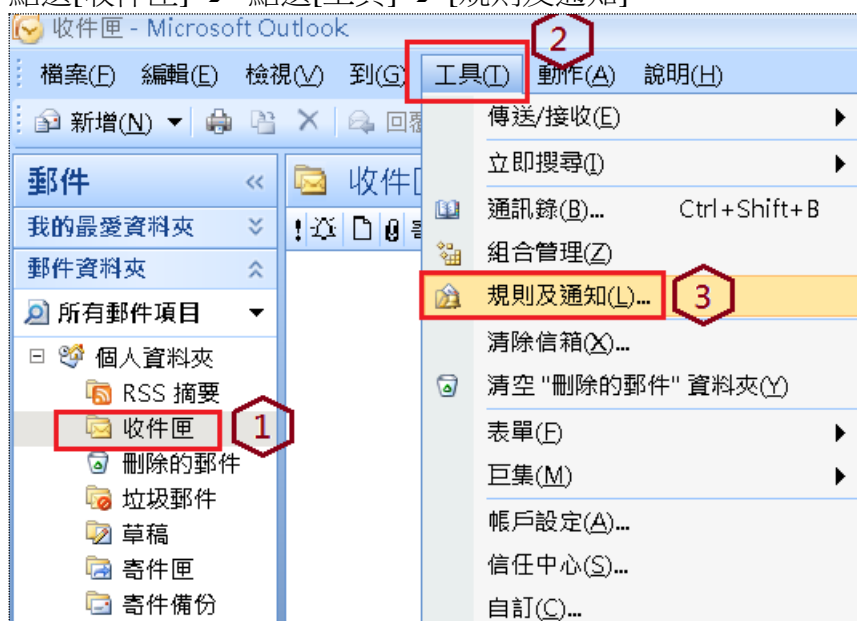 收件匣 - Microsoft Outlook
2
檔案(F) 編輯(E) 檢視(V) 到(G) 工具(T) 動作(A) 說明(H)
新增(N)
郵件
我的最愛資料夾
郵件資料夾
所有郵件項目
個人資料夾
RSS 摘要
收件匣
1
刪除的郵件
垃圾郵件
草稿
寄件匣
寄件備份
收件
傳送/接收(E)
立即搜尋(I)
通訊錄(B)... Ctrl+Shift+B
組合管理(Z)
規則及通知(L)...
3
清除信箱(X)...
清空 "刪除的郵件" 資料夾(Y)
表單(F)
巨集(M)
帳戶設定(A)...
信任中心(S)...
自訂(C)...